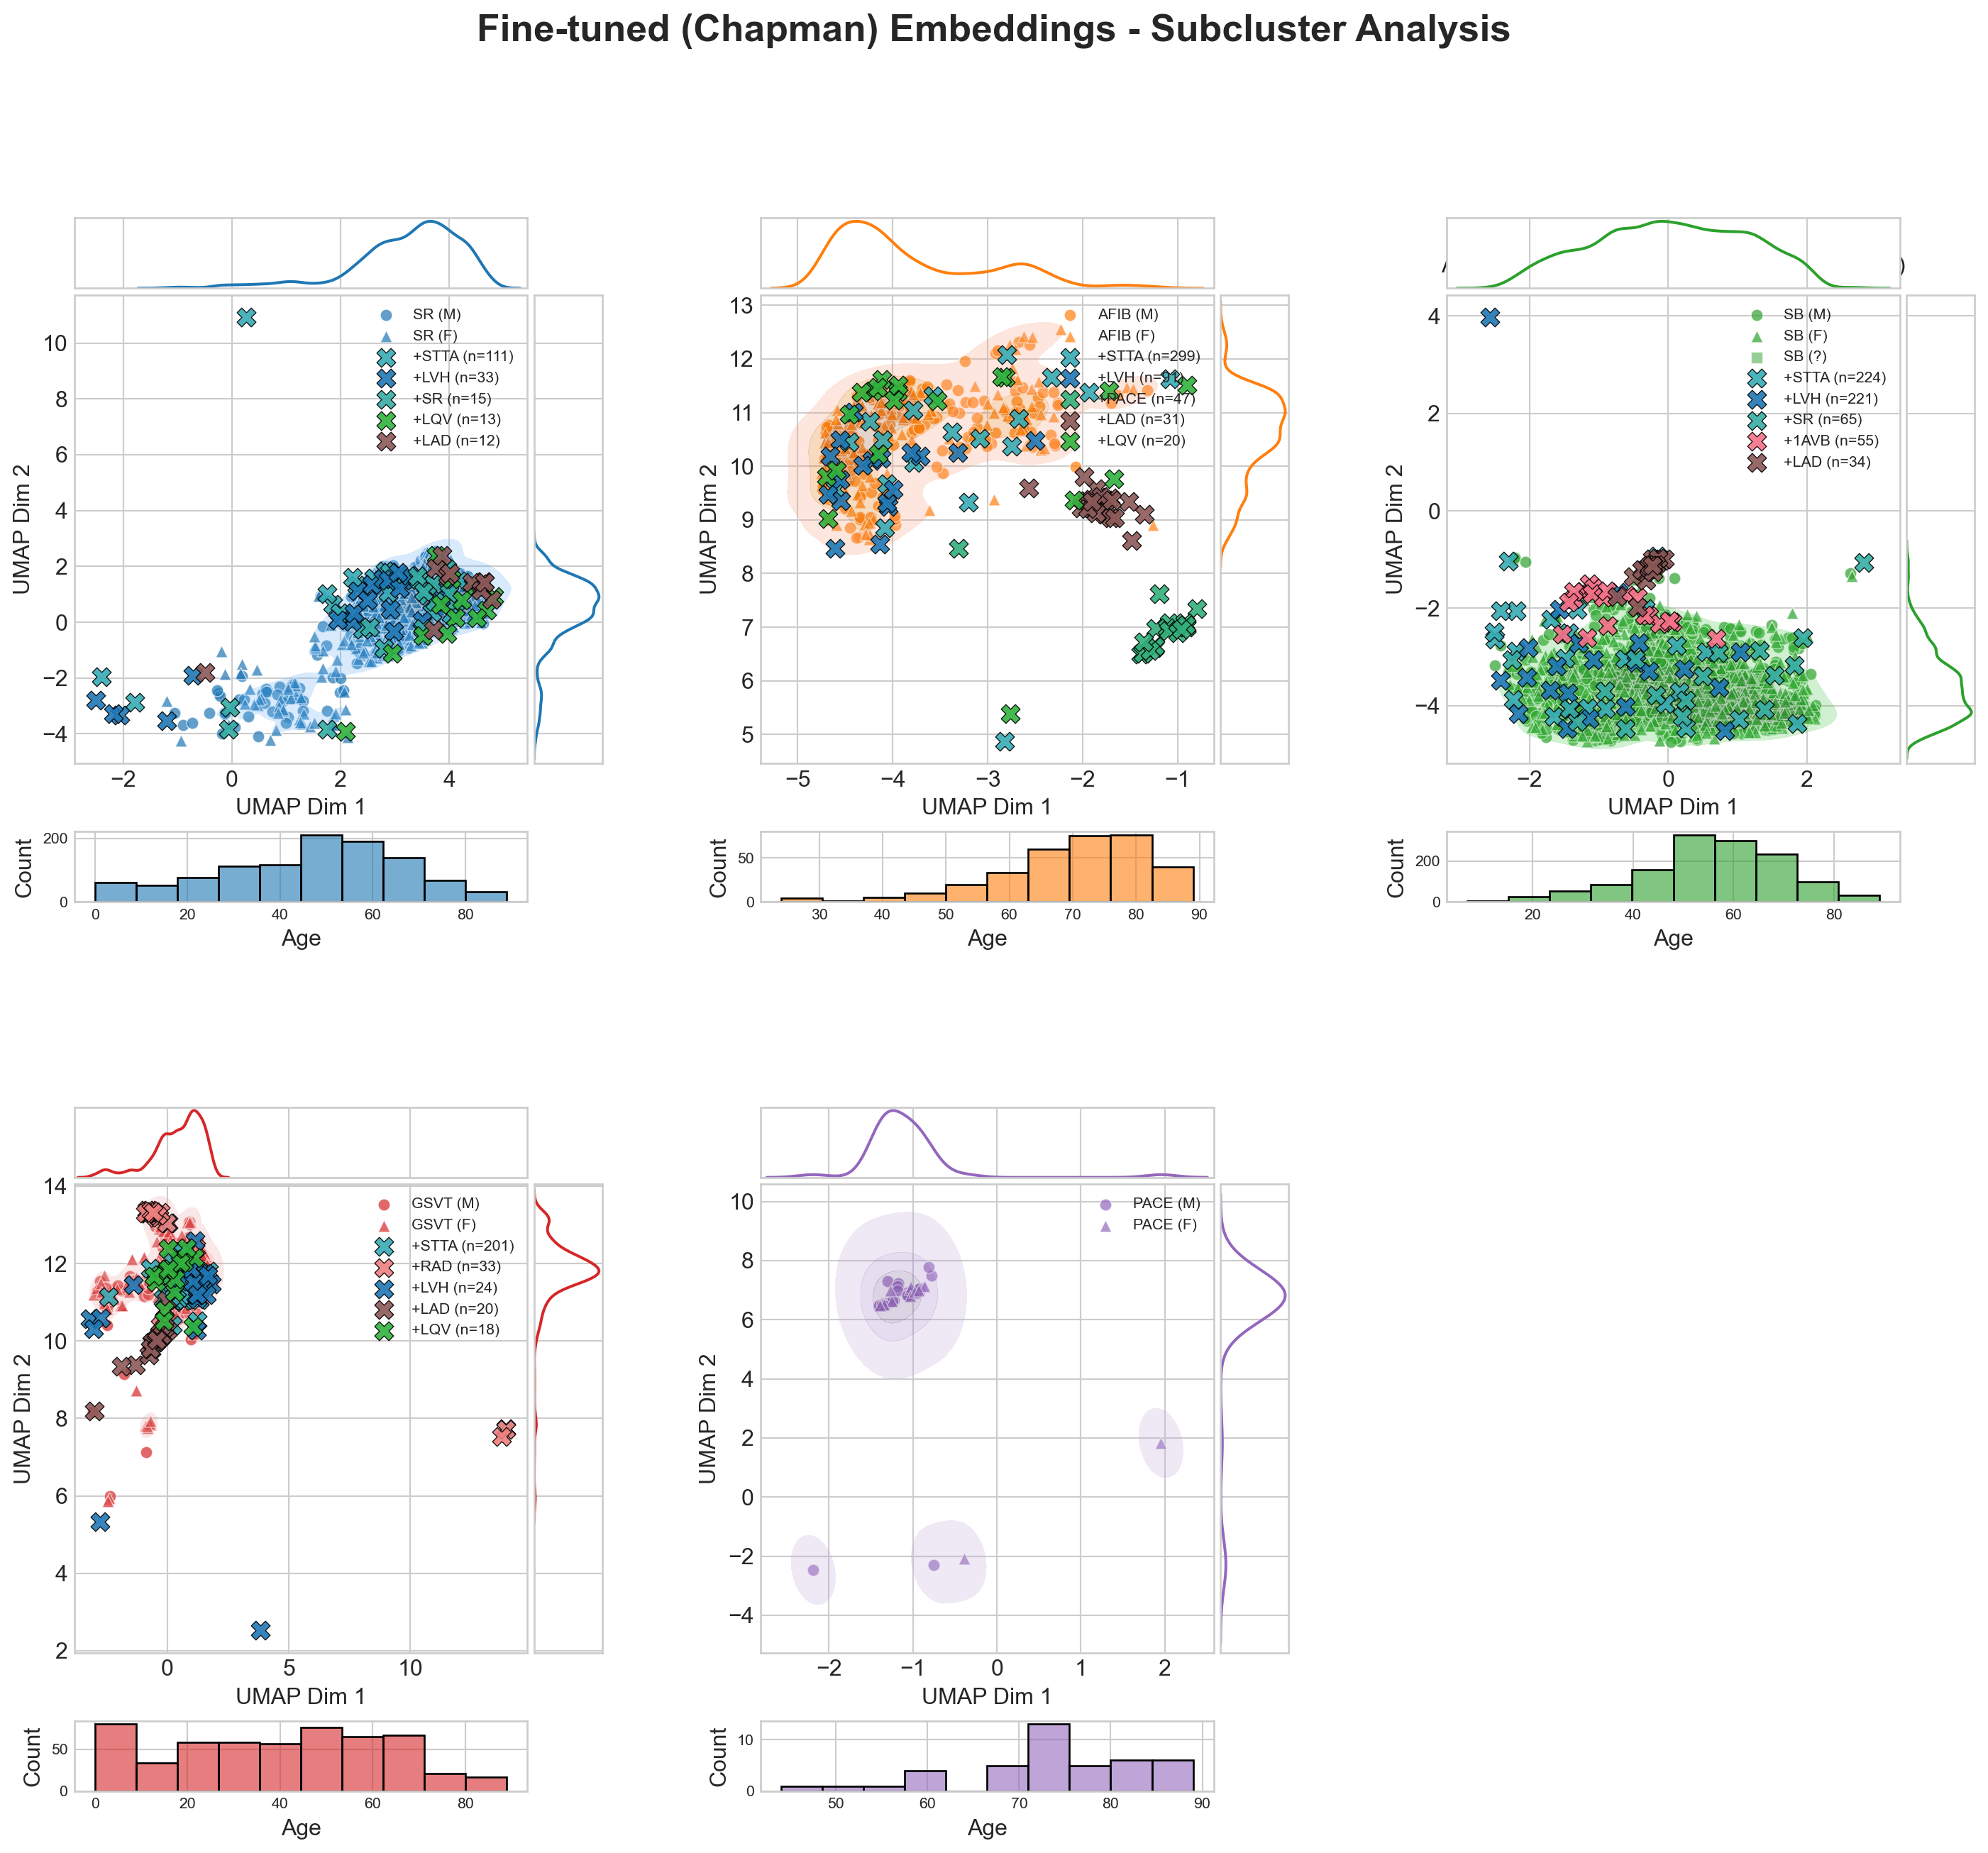 Fine-tuned (Chapman) Embeddings - Subcluster Analysis
SR (M)
SR (F)
+STTA (n=111)
+LVH (n=33)
+SR (n=15)
+LQV (n=13)
+LAD (n=12)
10
8
6
4
2
0
−2
−4
UMAP Dim 2
−2 0 2 4
UMAP Dim 1
200
0
Count
0 20 40 60 80
Age
AFIB (M)
AFIB (F)
+STTA (n=299)
+LVH
+PACE (n=47)
+LAD (n=31)
+LQV (n=20)
13
12
11
10
9
8
7
6
5
UMAP Dim 2
−5 −4 −3 −2 −1
UMAP Dim 1
50
0
Count
30 40 50 60 70 80 90
Age
SB (M)
SB (F)
SB (?)
+STTA (n=224)
+LVH (n=221)
+SR (n=65)
+1AVB (n=55)
+LAD (n=34)
4
2
0
−2
−4
UMAP Dim 2
−2 0 2
UMAP Dim 1
200
0
Count
20 40 60 80
Age
GSVT (M)
GSVT (F)
+STTA (n=201)
+RAD (n=33)
+LVH (n=24)
+LAD (n=20)
+LQV (n=18)
14
12
10
8
6
4
2
UMAP Dim 2
0 5 10
UMAP Dim 1
50
0
Count
0 20 40 60 80
Age
PACE (M)
PACE (F)
10
8
6
4
2
0
−2
−4
UMAP Dim 2
−2 −1 0 1 2
UMAP Dim 1
10
0
Count
50 60 70 80 90
Age